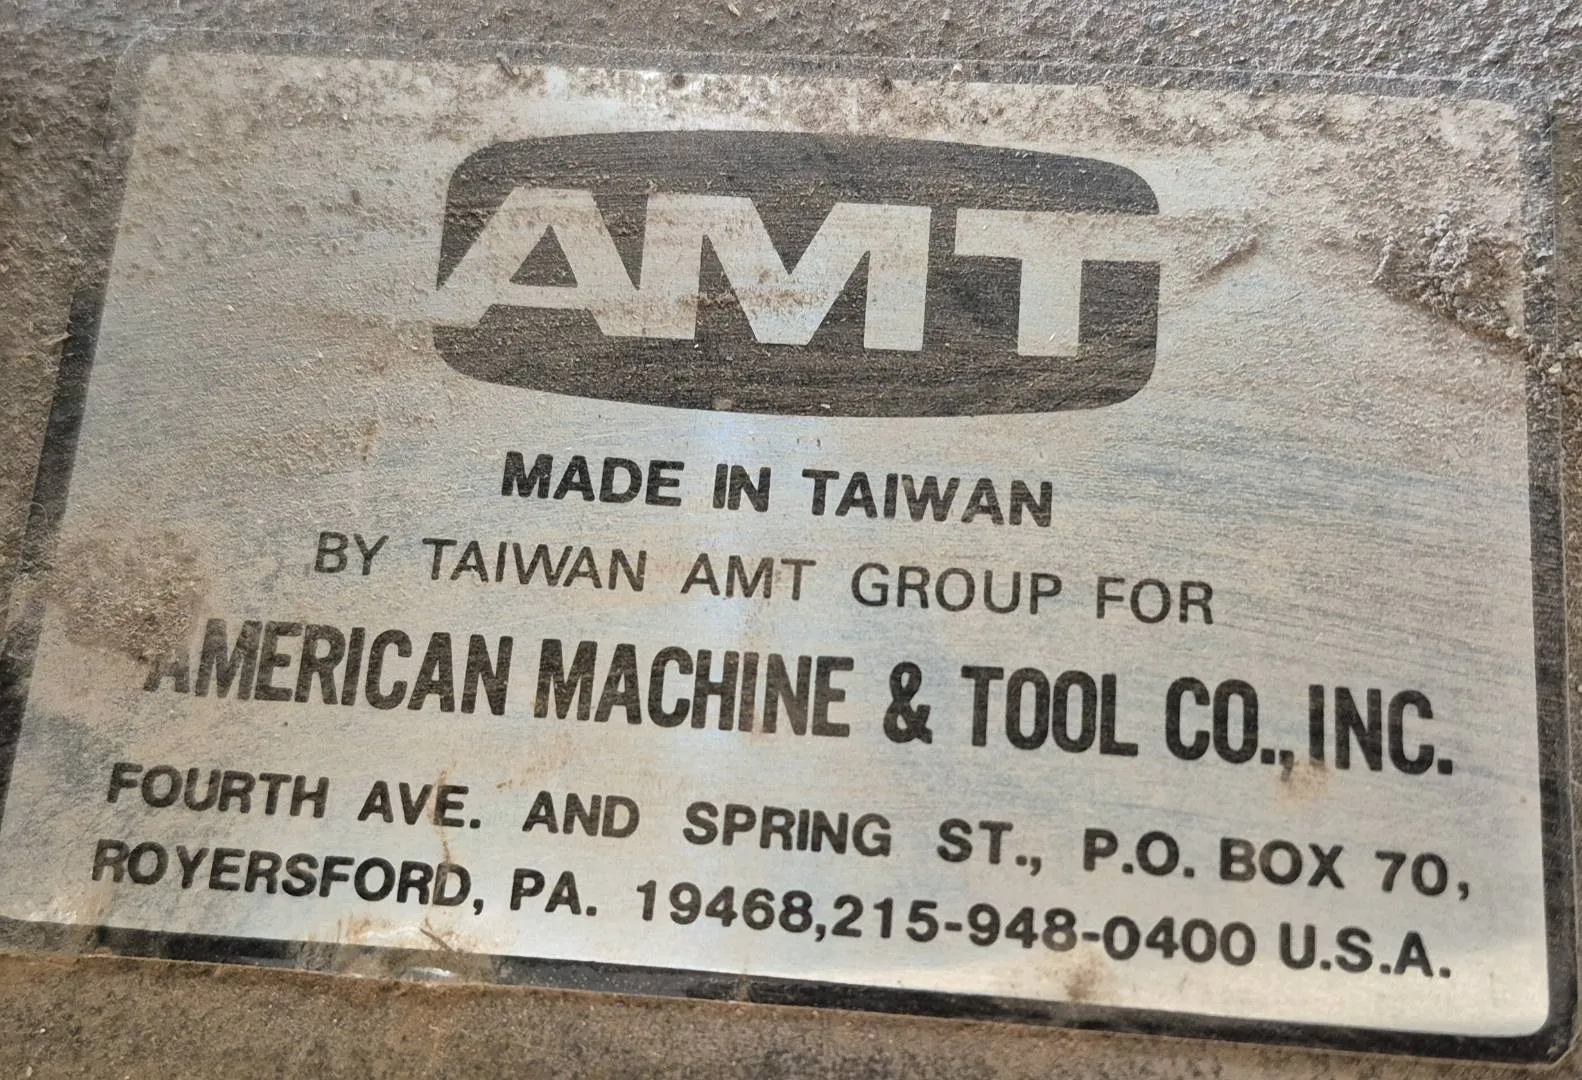 AMT
MADE IN TAIWAN
BY TAIWAN AMT GROUP FOR
AMERICAN MACHINE & TOOL CO., INC.
FOURTH AVE. AND SPRING ST., P.O. BOX 70,
ROYERSFORD, PA. 19468,215-948-0400 U.S.A.